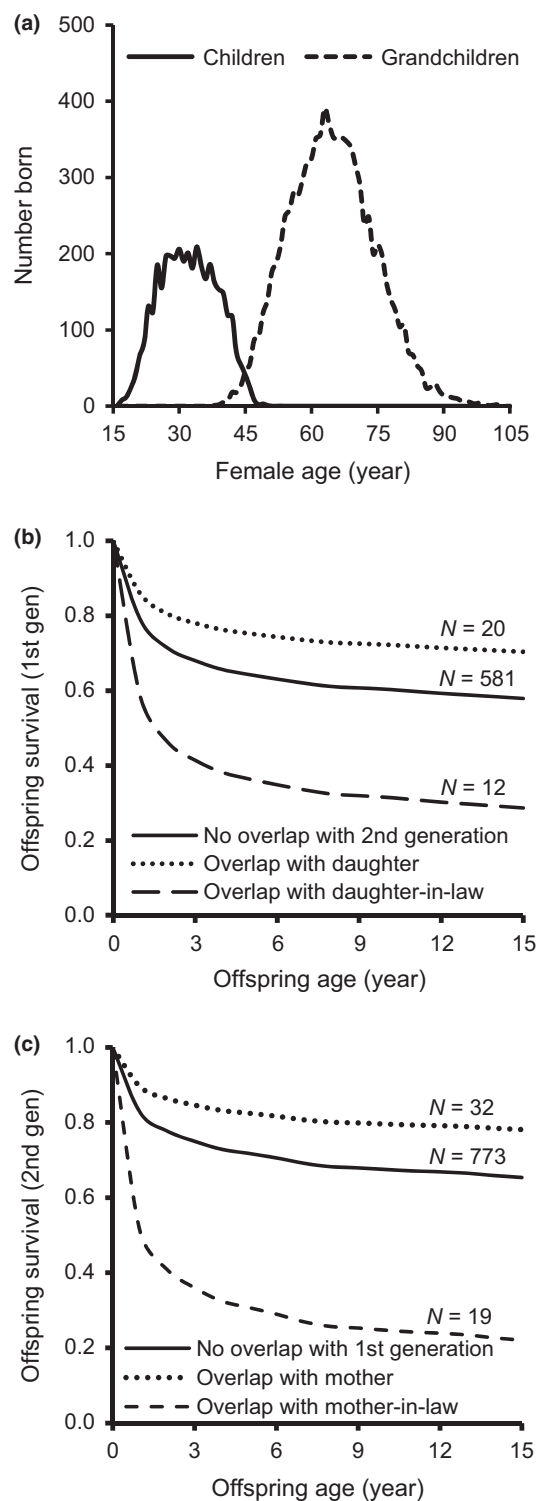 (a)
500
Children
Grandchildren
400
300
200
100
0
Number born
15 30 45 60 75 90 105
Female age (year)
(b)
1.0
0.8
0.6
0.4
0.2
0.0
Offspring survival (1st gen)
N = 20
N = 581
N = 12
No overlap with 2nd generation
Overlap with daughter
Overlap with daughter-in-law
0 3 6 9 12 15
Offspring age (year)
(c)
1.0
0.8
0.6
0.4
0.2
0.0
Offspring survival (2nd gen)
N = 32
N = 773
N = 19
No overlap with 1st generation
Overlap with mother
Overlap with mother-in-law
0 3 6 9 12 15
Offspring age (year)